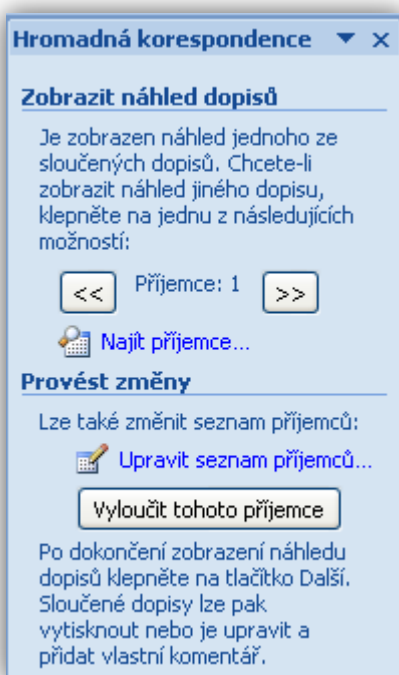 Hromadná korespondence
Zobrazit náhled dopisů
Je zobrazen náhled jednoho ze
sloučených dopisů. Chcete-li
zobrazit náhled jiného dopisu,
klepněte na jednu z následujících
možností:
<< Příjemce: 1 >>
Najít příjemce...
Provést změny
Lze také změnit seznam příjemců:
Upravit seznam příjemců...
Vyloučit tohoto příjemce
Po dokončení zobrazení náhledu
dopisů klepněte na tlačítko Další.
Sloučené dopisy lze pak
vytisknout nebo je upravit a
přidat vlastní komentář.